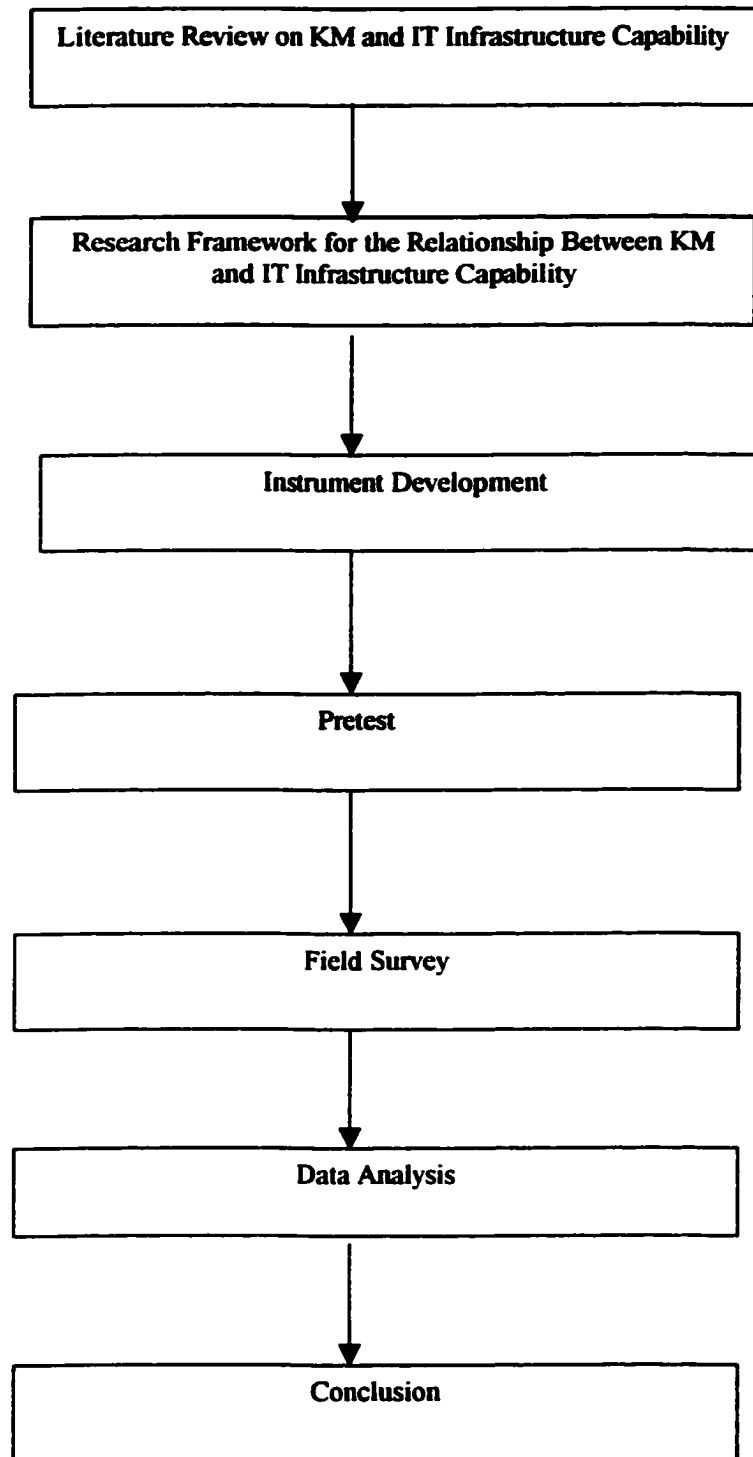 Literature Review on KM and IT Infrastructure Capability
Research Framework for the Relationship Between KM
and IT Infrastructure Capability
Instrument Development
Pretest
Field Survey
Data Analysis
Conclusion